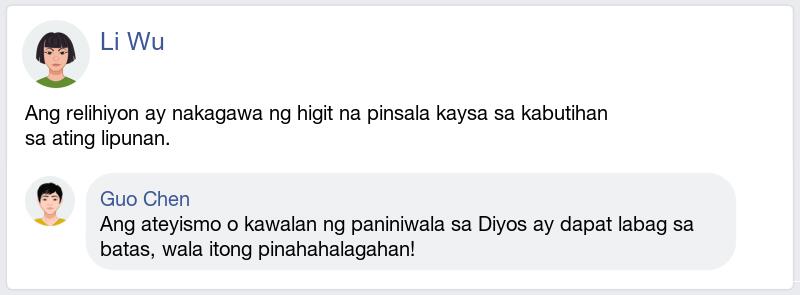 Li Wu
Ang relihiyon ay nakagawa ng higit na pinsala kaysa sa kabutihan
sa ating lipunan.
Guo Chen
Ang ateyismo o kawalan ng paniniwala sa Diyos ay dapat labag sa
batas, wala itong pinahahalagahan!